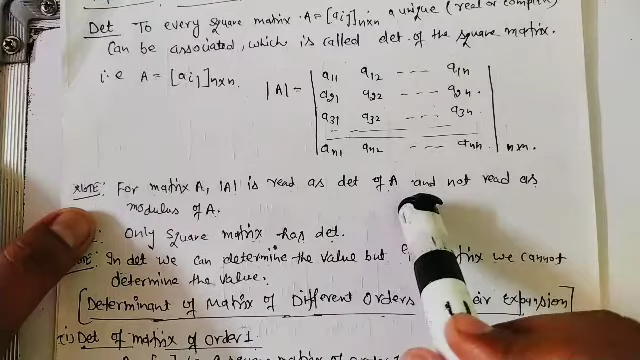 Det To every square matrix A = [aij]nxn a unique (real or complex)
can be associated, which is called det. of the square matrix.
i.e A = [aij]nxn. |A| =
a11 a12 ---- a1n
a21 a22 ---- a2n.
a31 a32 ---- a3n
an1 an2 ---- ann nxn.
NOTE: For matrix A, |A| is read as det of A and not read as
modulus of A.
Only square matrix has det.
Note: In det we can determine the value but matrix we cannot
determine the value.
[Determinant of Matrix of Different Orders Expansion]
(i) Det of matrix of order 1